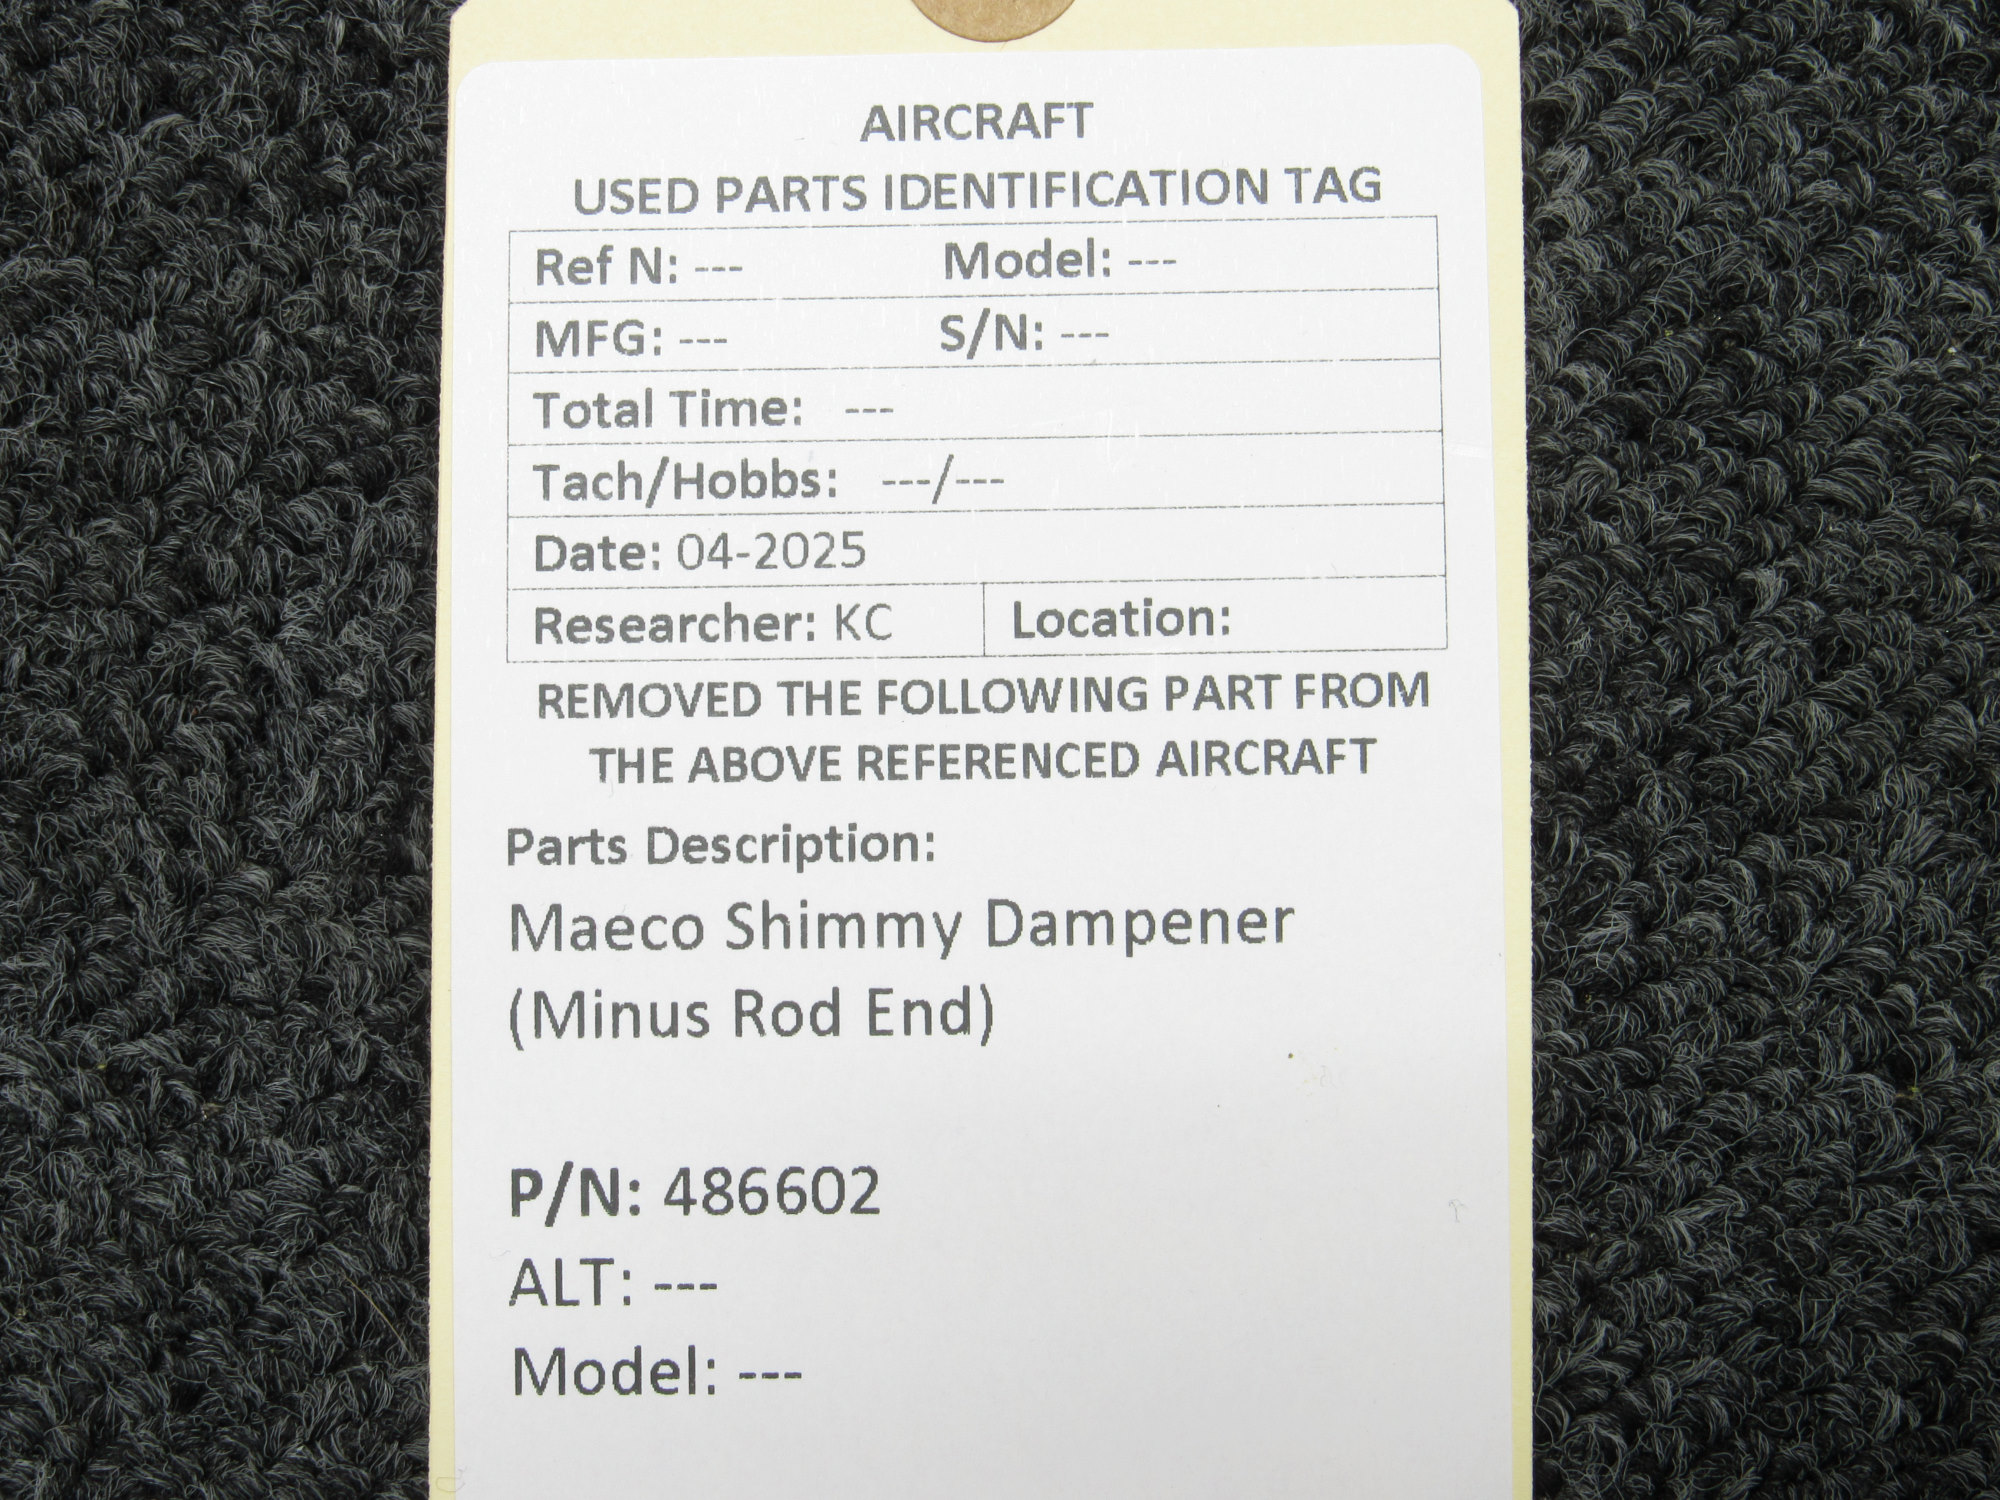 AIRCRAFT
USED PARTS IDENTIFICATION TAG
Ref N: --- Model: ---
MFG: --- S/N: ---
Total Time: ---
Tach/Hobbs: ---/---
Date: 04-2025
Researcher: KC Location:
REMOVED THE FOLLOWING PART FROM
THE ABOVE REFERENCED AIRCRAFT
Parts Description:
Maeco Shimmy Dampener
(Minus Rod End)
P/N: 486602
ALT: ---
Model: ---